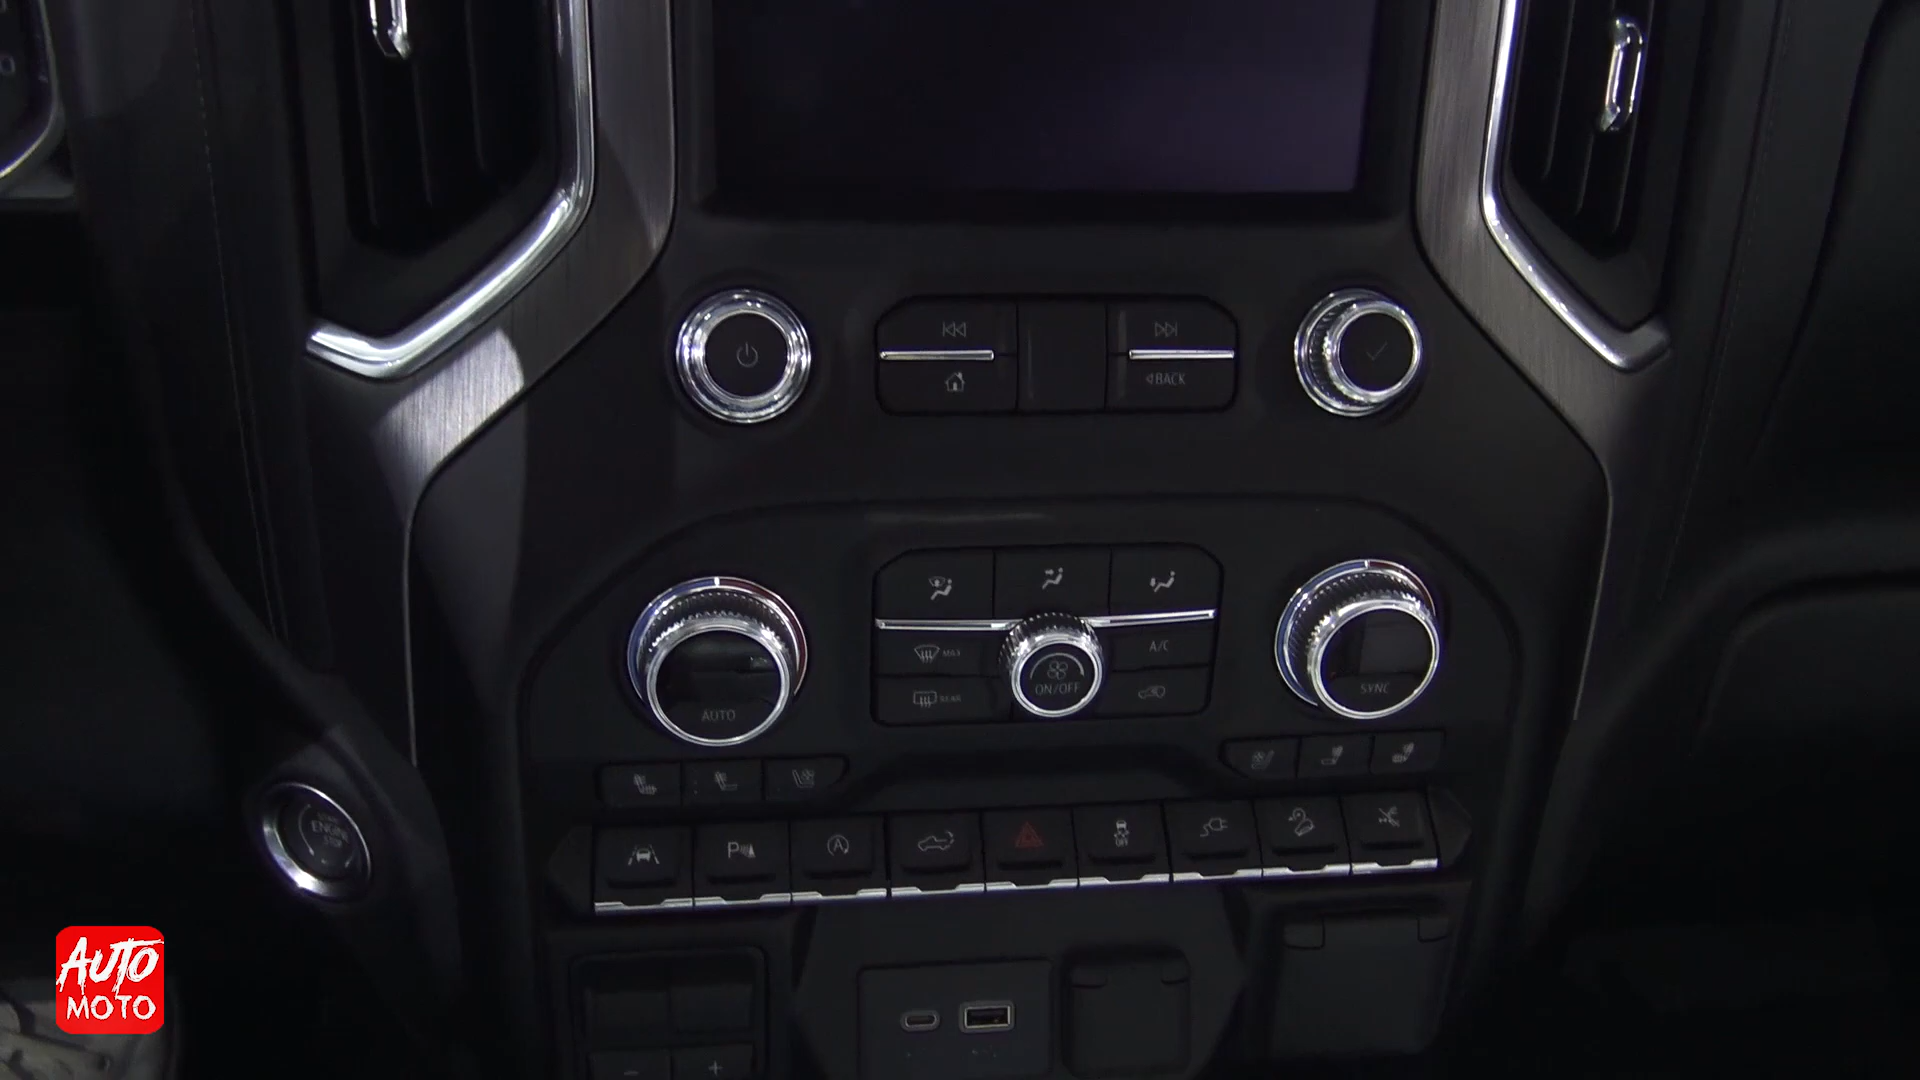 BACK
MAX
A/C
REAR
ON/OFF
AUTO
SYNC
ENGINE
STOP
P
A
OFF
AUTO
MOTO
- +